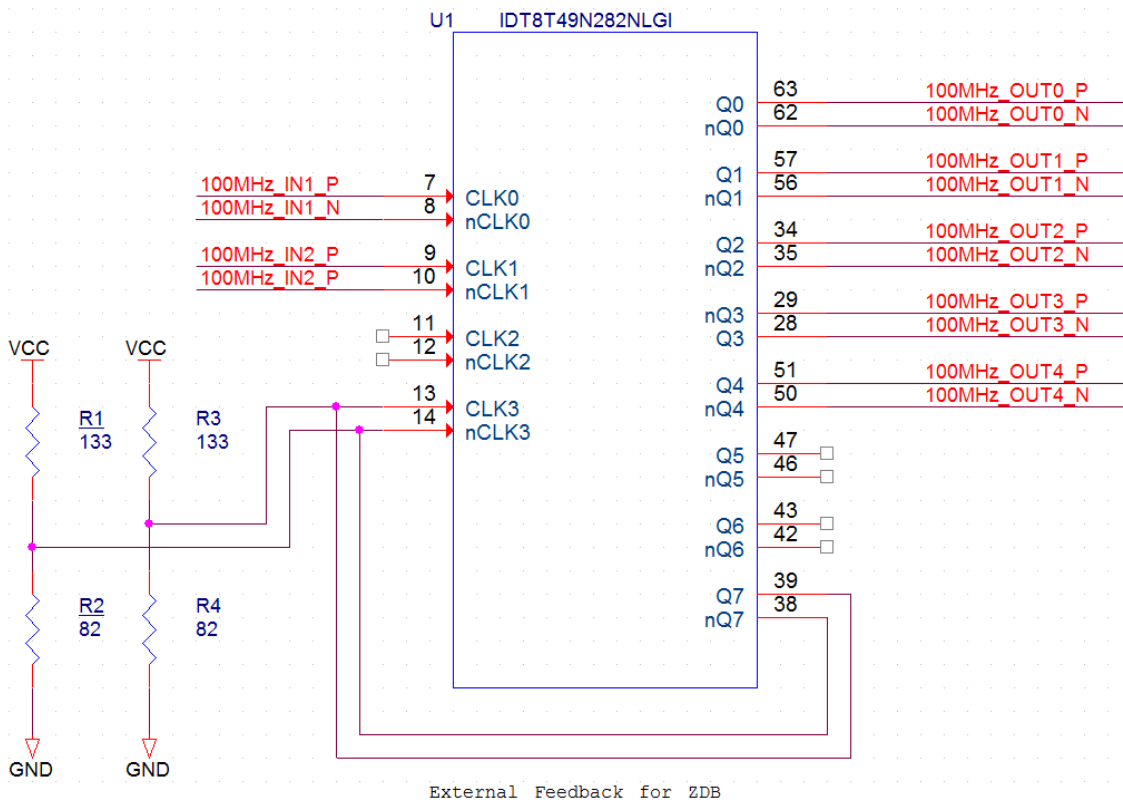 U1 IDT8T49N282NLGI
63 100MHz_OUT0_P
Q0
62 100MHz_OUT0_N
nQ0
57 100MHz_OUT1_P
Q1
56 100MHz_OUT1_N
nQ1
100MHz_IN1_P 7
CLK0
100MHz_IN1_N 8
nCLK0
34 100MHz_OUT2_P
Q2
35 100MHz_OUT2_N
nQ2
100MHz_IN2_P 9
CLK1
100MHz_IN2_P 10
nCLK1
29 100MHz_OUT3_P
nQ3
28 100MHz_OUT3_N
Q3
11
CLK2
12
nCLK2
VCC VCC
51 100MHz_OUT4_P
Q4
50 100MHz_OUT4_N
nQ4
13
CLK3
14
nCLK3
R1
133
R3
133
47
Q5
46
nQ5
43
Q6
42
nQ6
39
Q7
38
nQ7
R2
82
R4
82
GND GND
External Feedback for ZDB